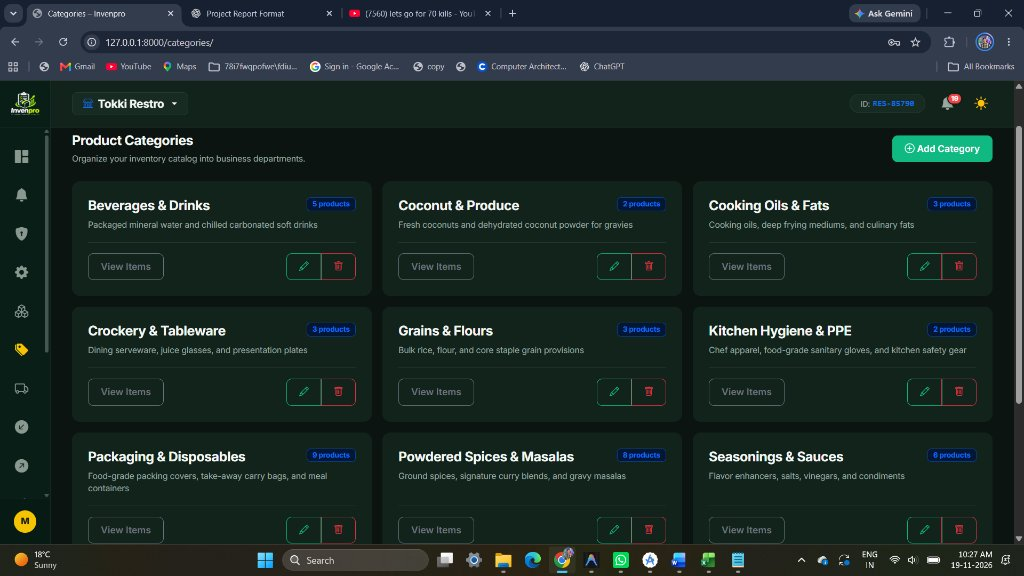 Categories – Invenpro
Project Report Format
(7560) lets go for 70 kills - You
Ask Gemini
127.0.0.1:8000/categories/
Gmail
YouTube
Maps
78i7fwqpofwe\fdiu...
Sign in - Google Ac...
copy
Computer Architect...
ChatGPT
All Bookmarks
Invenpro
Tokki Restro
ID: RES-85790
19
Product Categories
Organize your inventory catalog into business departments.
Add Category
Beverages & Drinks
5 products
Packaged mineral water and chilled carbonated soft drinks
View Items
Coconut & Produce
2 products
Fresh coconuts and dehydrated coconut powder for gravies
View Items
Cooking Oils & Fats
3 products
Cooking oils, deep frying mediums, and culinary fats
View Items
Crockery & Tableware
3 products
Dining serveware, juice glasses, and presentation plates
View Items
Grains & Flours
3 products
Bulk rice, flour, and core staple grain provisions
View Items
Kitchen Hygiene & PPE
2 products
Chef apparel, food-grade sanitary gloves, and kitchen safety gear
View Items
Packaging & Disposables
9 products
Food-grade packing covers, take-away carry bags, and meal
containers
View Items
Powdered Spices & Masalas
8 products
Ground spices, signature curry blends, and gravy masalas
View Items
Seasonings & Sauces
6 products
Flavor enhancers, salts, vinegars, and condiments
View Items
M
18°C
Sunny
Search
ENG
IN
10:27 AM
19-11-2026